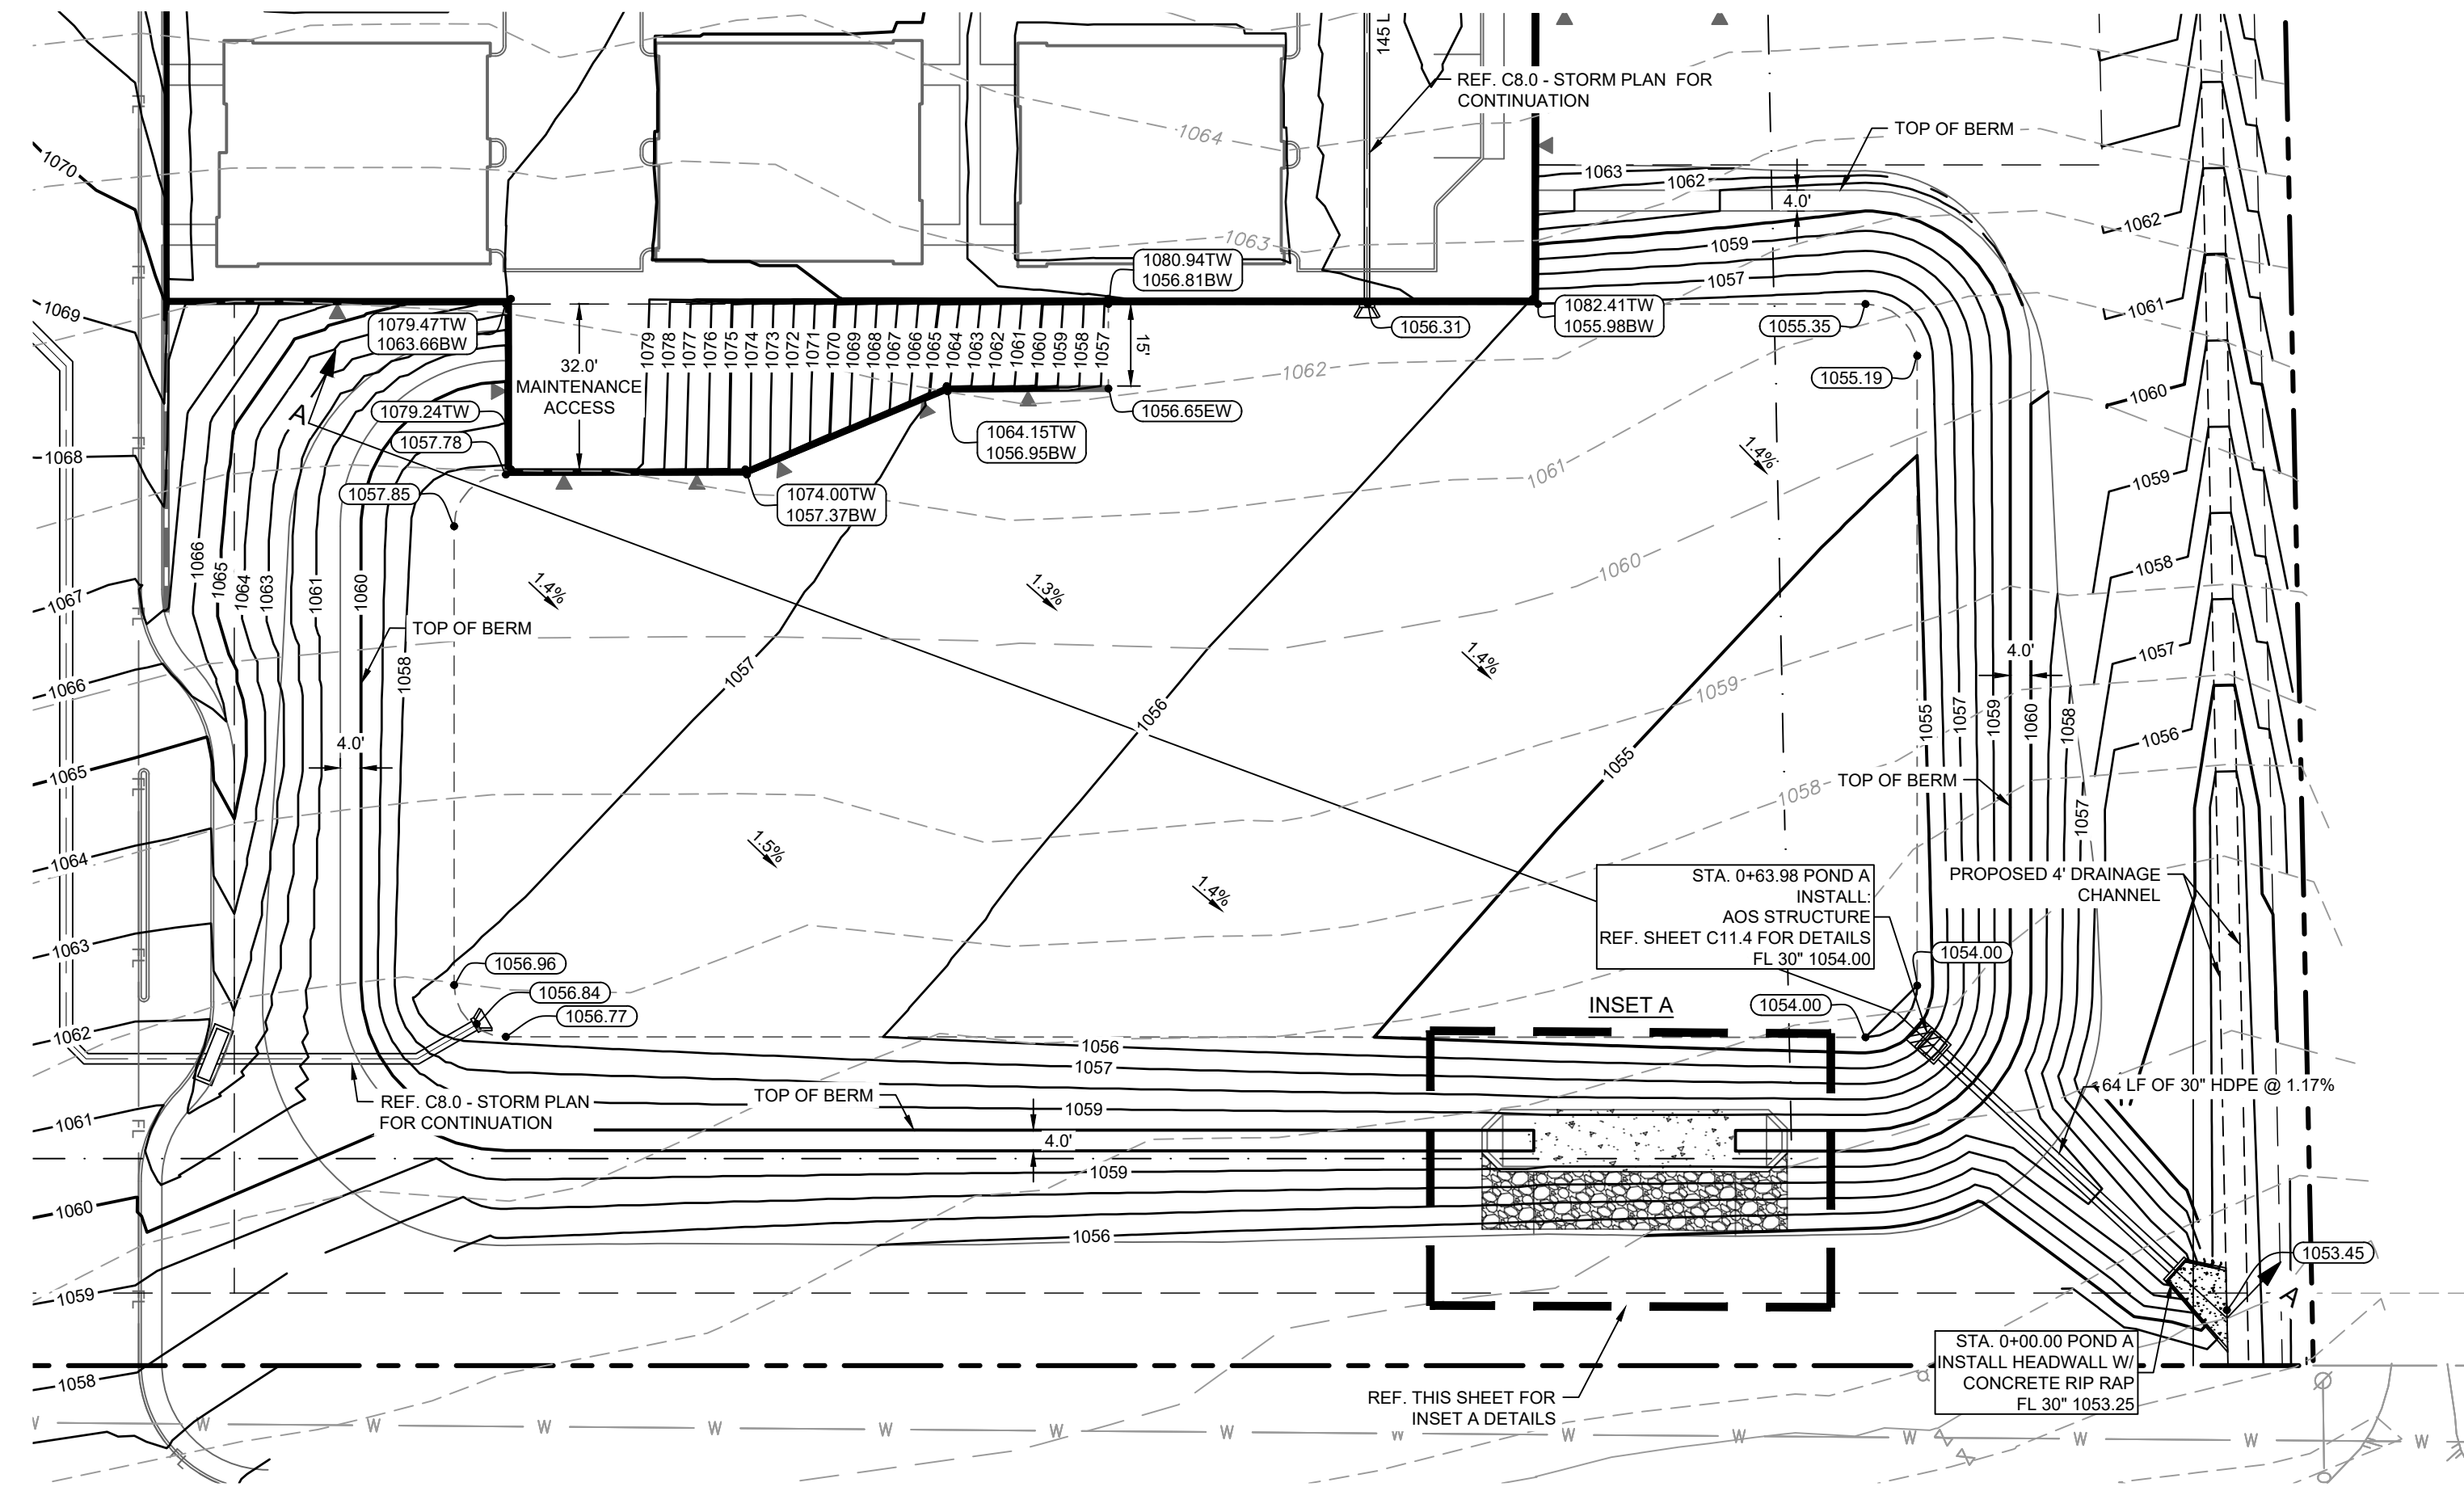 145 L
REF. C8.0 - STORM PLAN FOR
CONTINUATION
TOP OF BERM
1064
1063
1070
1063
1062
4.0'
1062
1059
1057
1061
1069
1080.94TW
1056.81BW
1079.47TW
1063.66BW
32.0'
MAINTENANCE
ACCESS
1079
1078
1077
1076
1075
1074
1073
1072
1071
1070
1069
1068
1067
1066
1065
1064
1063
1062
1061
1060
1059
1058
1057
15'
1056.31
1082.41TW
1055.98BW
1055.35
1062
1055.19
1060
A
1079.24TW
1057.78
1056.65EW
1064.15TW
1056.95BW
1068
1057.85
1074.00TW
1057.37BW
1061
1.4%
1059
1066
1065
1064
1063
1061
1060
1067
1.4%
1.3%
1060
1058
TOP OF BERM
1058
1057
1.4%
4.0'
1057
1066
1059
1056
1055
1057
1059
1060
1058
1056
4.0'
1065
1055
1058
TOP OF BERM
1057
1064
1.5%
1.4%
STA. 0+63.98 POND A
INSTALL:
AOS STRUCTURE
REF. SHEET C11.4 FOR DETAILS
FL 30" 1054.00
PROPOSED 4' DRAINAGE
CHANNEL
1063
1056.96
1054.00
1056.84
1056.77
INSET A
1054.00
1062
1056
1057
REF. C8.0 - STORM PLAN
FOR CONTINUATION
TOP OF BERM
1059
64 LF OF 30" HDPE @ 1.17%
1061
4.0'
1059
1060
1056
1053.45
A
1059
STA. 0+00.00 POND A
INSTALL HEADWALL W/
CONCRETE RIP RAP
FL 30" 1053.25
1058
REF. THIS SHEET FOR
INSET A DETAILS
W W W W W W W W W W W W W W W